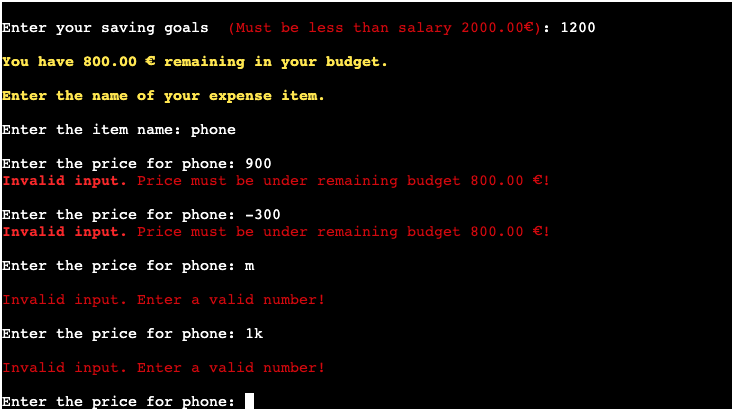 Enter your saving goals  (Must be less than salary 2000.00€): 1200
You have 800.00 € remaining in your budget.
Enter the name of your expense item.
Enter the item name: phone
Enter the price for phone: 900
Invalid input. Price must be under remaining budget 800.00 €!
Enter the price for phone: -300
Invalid input. Price must be under remaining budget 800.00 €!
Enter the price for phone: m
Invalid input. Enter a valid number!
Enter the price for phone: 1k
Invalid input. Enter a valid number!
Enter the price for phone: